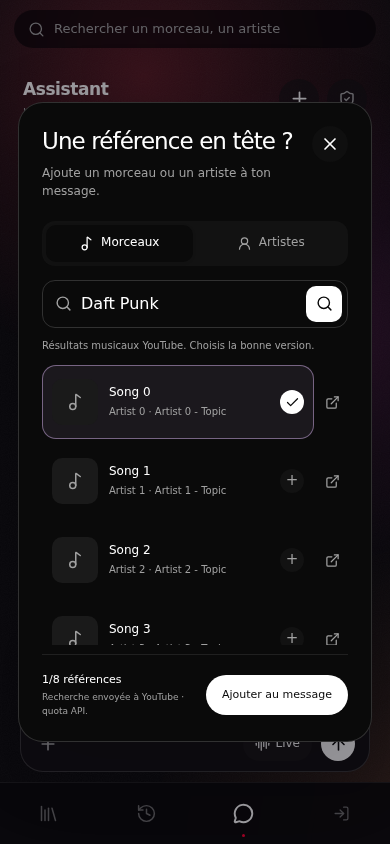 Rechercher un morceau, un artiste
Assistant
Une référence en tête ?
Ajoute un morceau ou un artiste à ton
message.
Morceaux
Artistes
Daft Punk
Résultats musicaux YouTube. Choisis la bonne version.
Song 0
Artist 0 · Artist 0 - Topic
Song 1
Artist 1 · Artist 1 - Topic
Song 2
Artist 2 · Artist 2 - Topic
Song 3
1/8 références
Recherche envoyée à YouTube ·
quota API.
Ajouter au message
Live